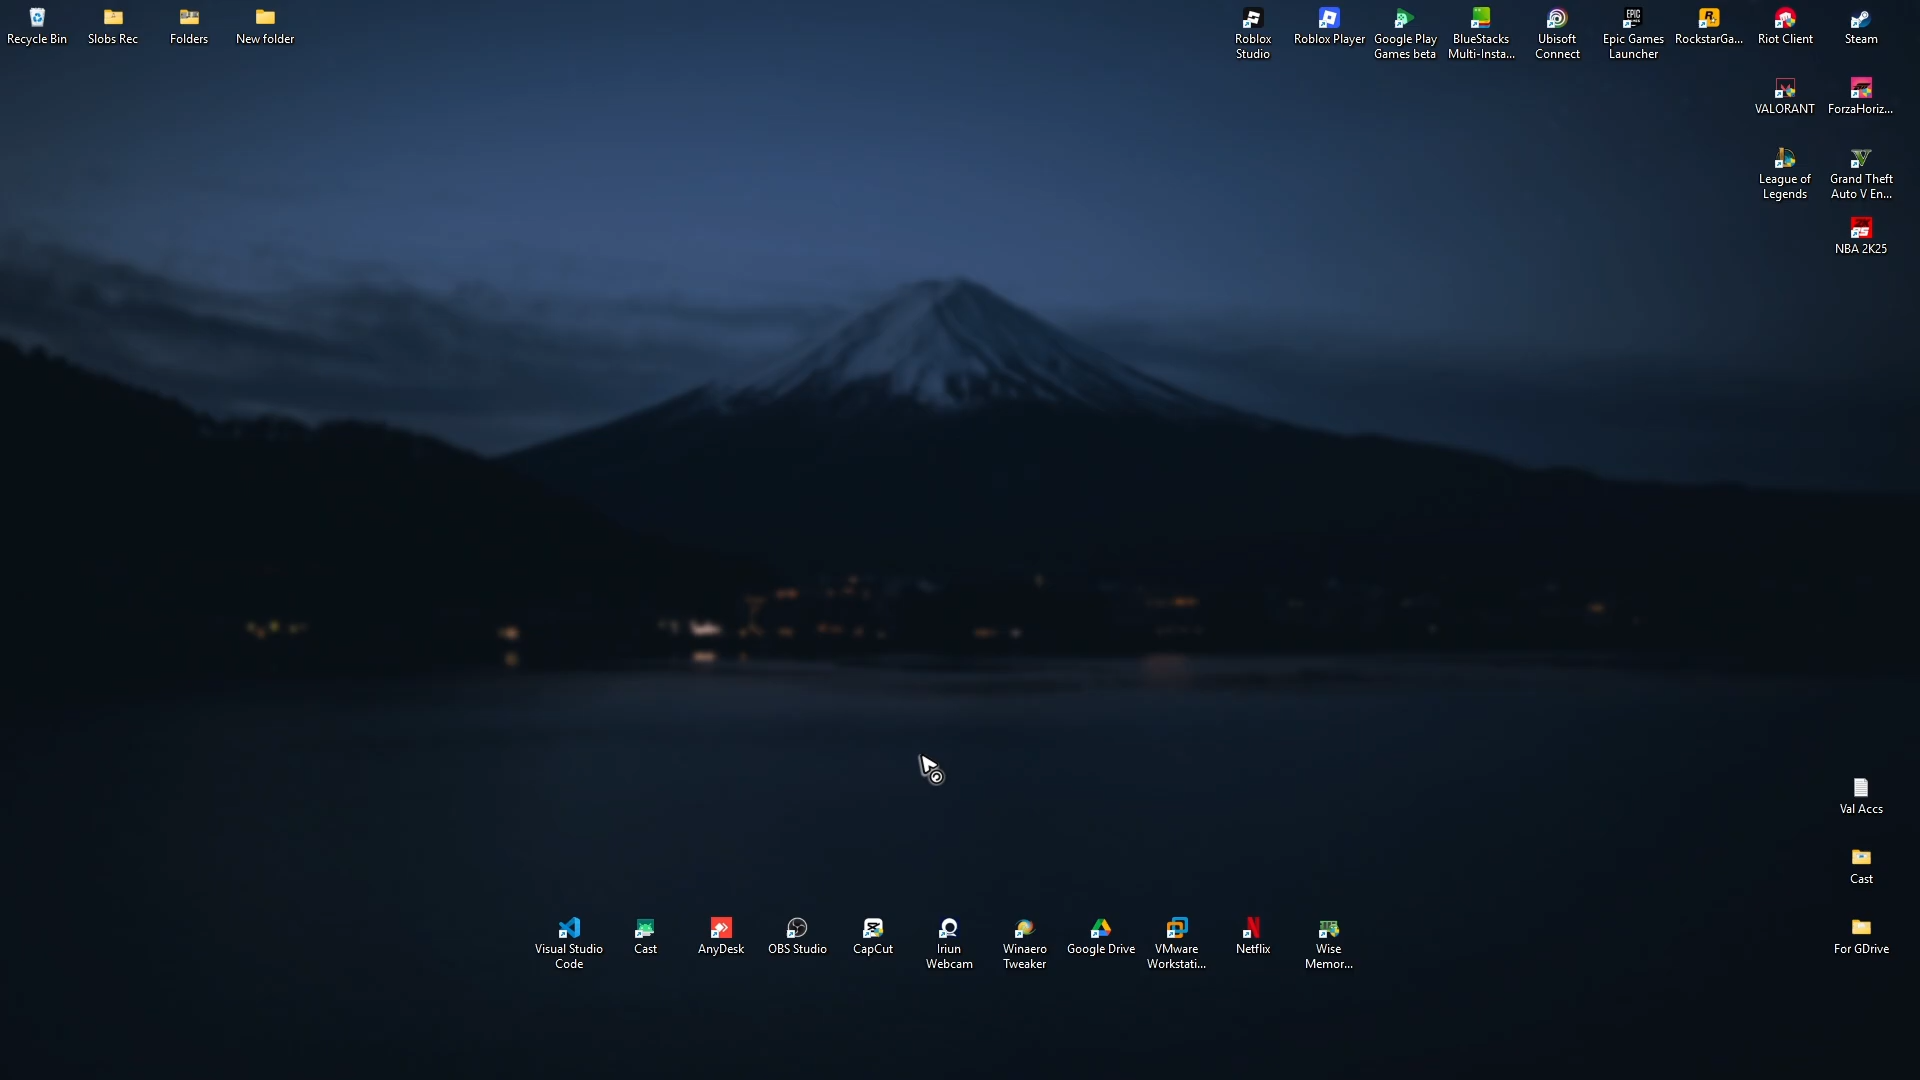 Recycle Bin
Slobs Rec
Folders
New folder
Roblox
Studio
Roblox Player
Google Play
Games beta
BlueStacks
Multi-Insta...
Ubisoft
Connect
EPIC
GAMES
Epic Games
Launcher
RockstarGa...
Riot Client
Steam
VALORANT
ForzaHoriz...
League of
Legends
Grand Theft
Auto V En...
NBA 2K25
Val Accs
Cast
For GDrive
Visual Studio
Code
Cast
AnyDesk
OBS Studio
CapCut
Iriun
Webcam
Winaero
Tweaker
Google Drive
VMware
Workstati...
Netflix
Wise
Memor...